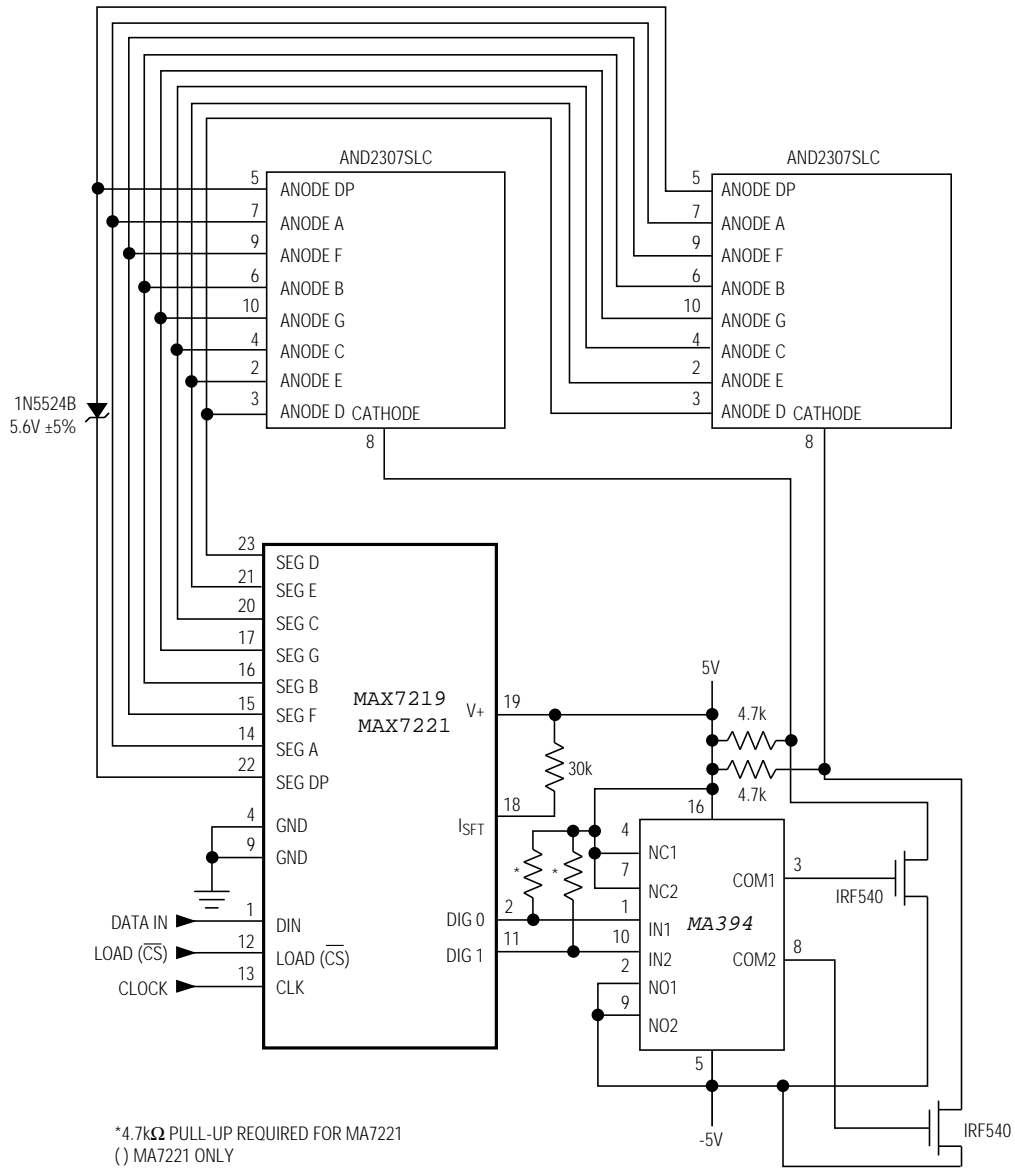 AND2307SLC
AND2307SLC
5 ANODE DP
7 ANODE A
9 ANODE F
6 ANODE B
10 ANODE G
4 ANODE C
2 ANODE E
3 ANODE D CATHODE
8
5 ANODE DP
7 ANODE A
9 ANODE F
6 ANODE B
10 ANODE G
4 ANODE C
2 ANODE E
3 ANODE D CATHODE
8
1N5524B
5.6V ±5%
23 SEG D
21 SEG E
20 SEG C
17 SEG G
16 SEG B
15 SEG F
14 SEG A
22 SEG DP
4 GND
9 GND
DATA IN 1 DIN
LOAD (CS) 12 LOAD (CS)
CLOCK 13 CLK
MAX7219
MAX7221
V+ 19
30k
ISFT 18
DIG 0 2
DIG 1 11
*
*
5V
4.7k
4.7k
16
4 NC1
7 NC2
1 IN1
10 IN2
2 NO1
9 NO2
MA394
COM1 3
COM2 8
5
-5V
IRF540
IRF540
*4.7kΩ PULL-UP REQUIRED FOR MA7221
( ) MA7221 ONLY